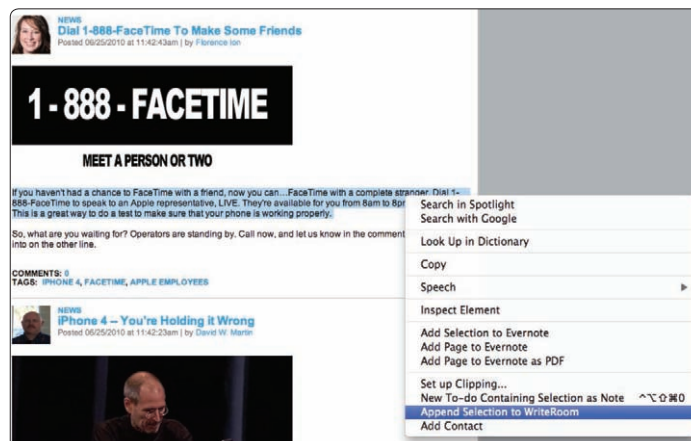 NEWS
Dial 1-888-FaceTime To Make Some Friends
Posted 06/25/2010 at 11:42:43am | by Florence Ion
1 - 888 - FACETIME
MEET A PERSON OR TWO
If you haven't had a chance to FaceTime with a friend, now you can...FaceTime with a complete stranger. Dial 1-
888-FaceTime to speak to an Apple representative, LIVE. They're available for you from 8am to 8pm
This is a great way to do a test to make sure that your phone is working properly.
So, what are you waiting for? Operators are standing by. Call now, and let us know in the comment
into on the other line.
COMMENTS: 0
TAGS: IPHONE 4, FACETIME, APPLE EMPLOYEES
NEWS
iPhone 4 – You're Holding it Wrong
Posted 06/25/2010 at 11:42:23am | by David W. Martin
Search in Spotlight
Search with Google
Look Up in Dictionary
Copy
Speech
Inspect Element
Add Selection to Evernote
Add Page to Evernote
Add Page to Evernote as PDF
Set up Clipping...
New To-do Containing Selection as Note ^⌥⇧⌘0
Append Selection to WriteRoom
Add Contact